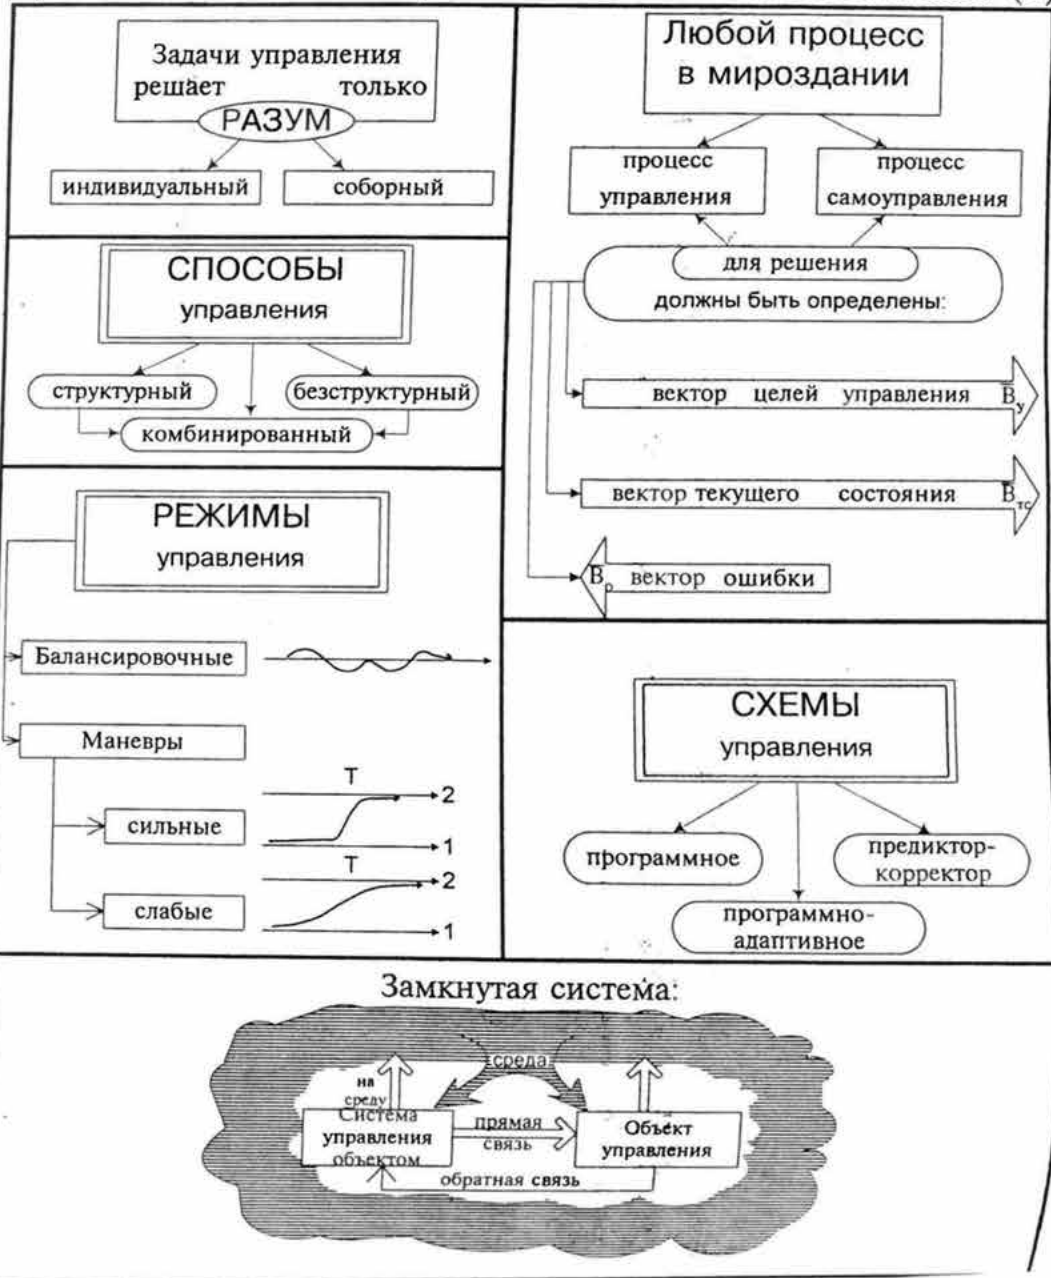 Задачи управления
решает только
РАЗУМ
индивидуальный
соборный
СПОСОБЫ
управления
структурный
безструктурный
комбинированный
РЕЖИМЫ
управления
Балансировочные
Маневры
сильные
T
2
1
слабые
T
2
1
Любой процесс
в мироздании
процесс
управления
процесс
самоуправления
для решения
должны быть определены:
вектор целей управления Ву
вектор текущего состояния Втс
Во вектор ошибки
СХЕМЫ
управления
программное
предиктор-
корректор
программно-
адаптивное
Замкнутая система:
среда
на
среду
Система
управления
объектом
прямая
связь
Объект
управления
обратная связь